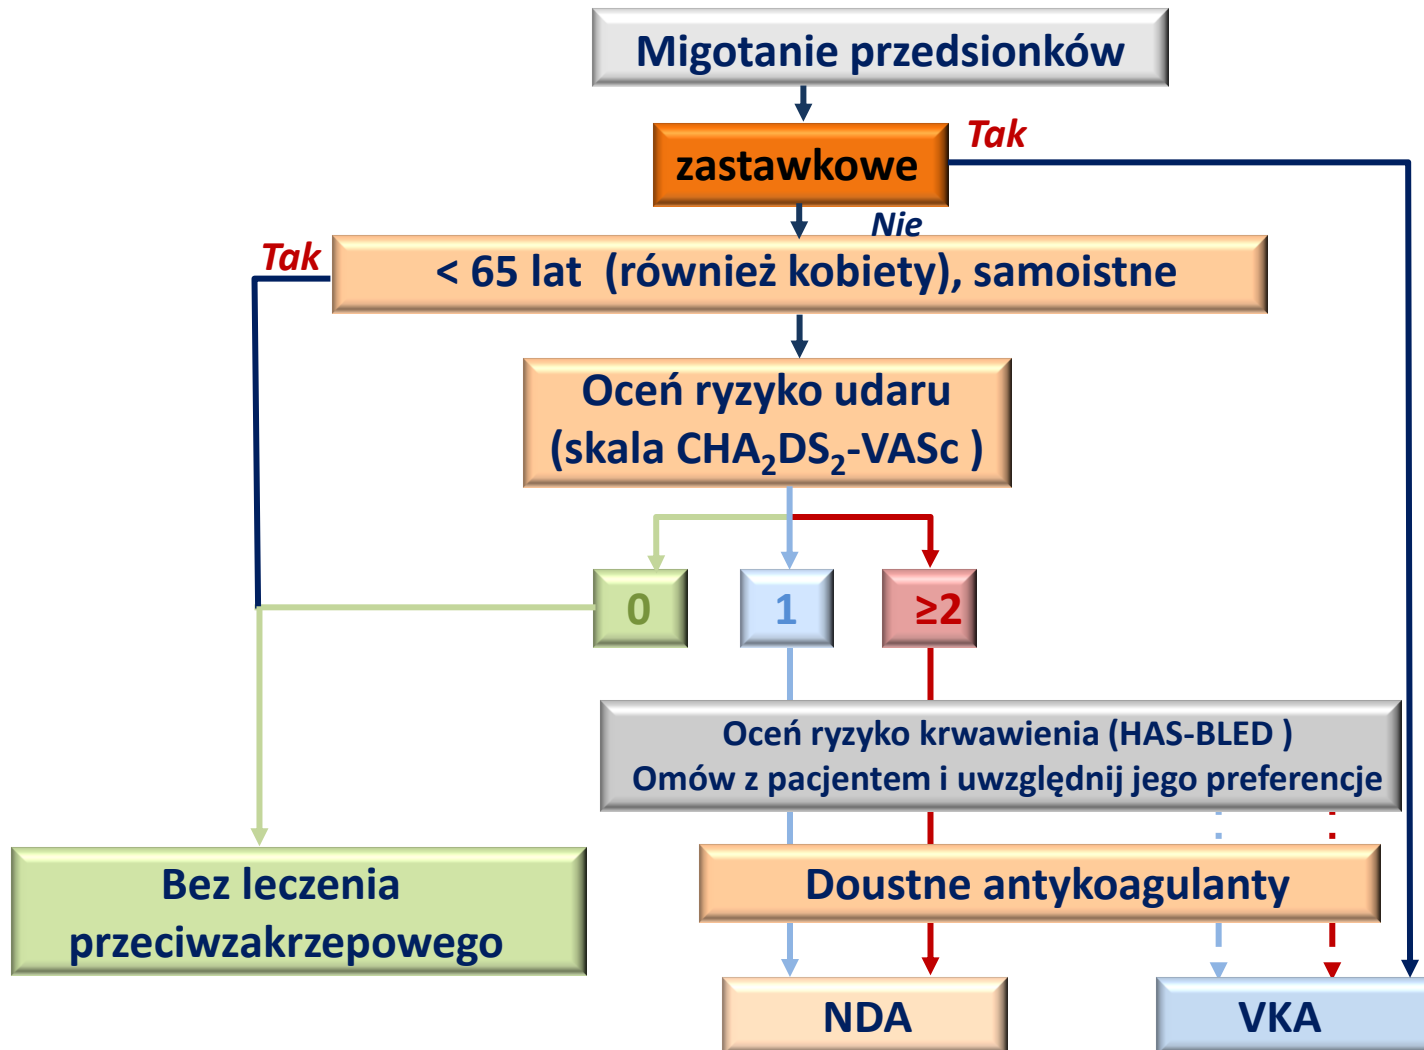 Migotanie przedsionków
Tak
zastawkowe
Nie
Tak
< 65 lat (również kobiety), samoistne
Oceń ryzyko udaru
(skala CHA₂DS₂-VASc )
0
1
≥2
Oceń ryzyko krwawienia (HAS-BLED )
Omów z pacjentem i uwzględnij jego preferencje
Bez leczenia
przeciwzakrzepowego
Doustne antykoagulanty
NDA
VKA